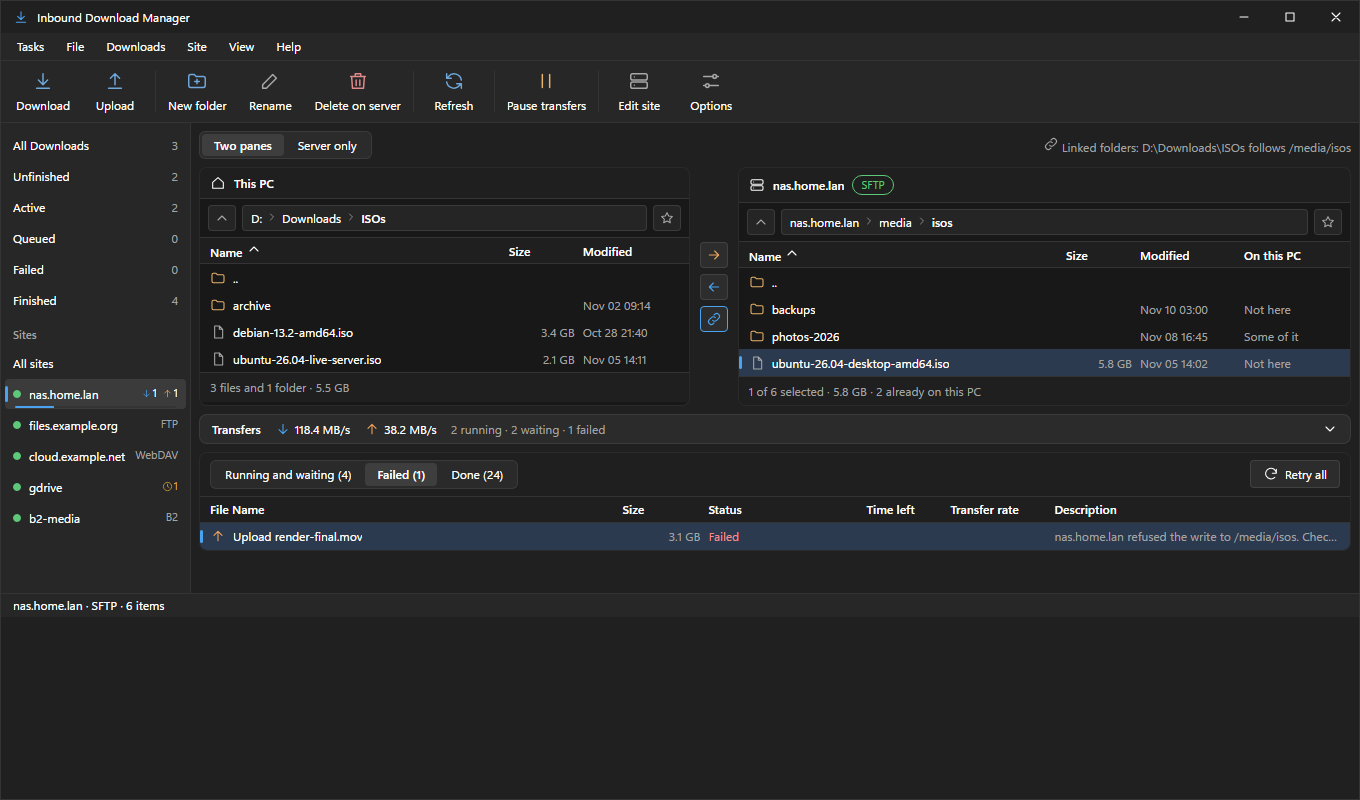 Inbound Download Manager
Tasks File Downloads Site View Help
Download Upload New folder Rename Delete on server Refresh Pause transfers Edit site Options
All Downloads 3
Unfinished 2
Active 2
Queued 0
Failed 0
Finished 4
Sites
All sites
nas.home.lan 1 1
files.example.org FTP
cloud.example.net WebDAV
gdrive 1
b2-media B2
Two panes Server only
Linked folders: D:\Downloads\ISOs follows /media/isos
This PC
D: Downloads ISOs
Name Size Modified
..
archive Nov 02 09:14
debian-13.2-amd64.iso 3.4 GB Oct 28 21:40
ubuntu-26.04-live-server.iso 2.1 GB Nov 05 14:11
3 files and 1 folder · 5.5 GB
nas.home.lan SFTP
nas.home.lan media isos
Name Size Modified On this PC
..
backups Nov 10 03:00 Not here
photos-2026 Nov 08 16:45 Some of it
ubuntu-26.04-desktop-amd64.iso 5.8 GB Nov 05 14:02 Not here
1 of 6 selected · 5.8 GB · 2 already on this PC
Transfers 118.4 MB/s 38.2 MB/s 2 running · 2 waiting · 1 failed
Running and waiting (4) Failed (1) Done (24) Retry all
File Name Size Status Time left Transfer rate Description
Upload render-final.mov 3.1 GB Failed nas.home.lan refused the write to /media/isos. Chec...
nas.home.lan · SFTP · 6 items